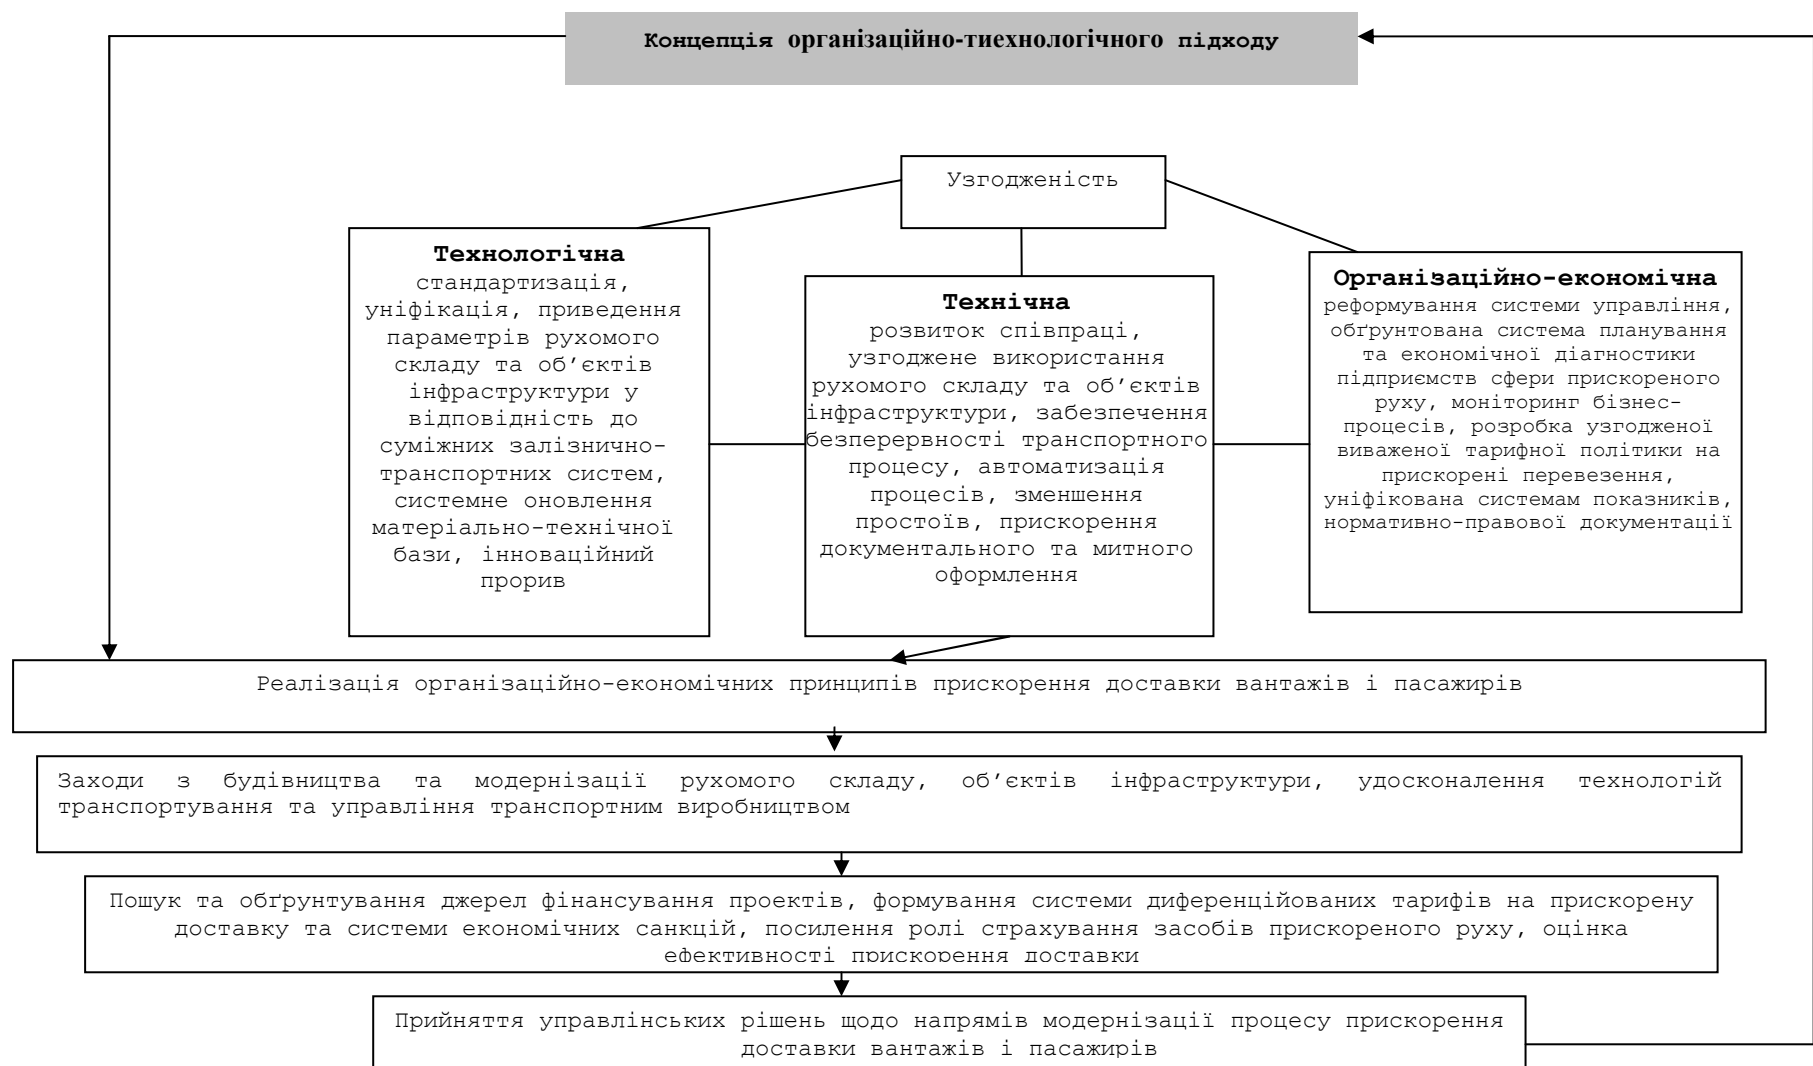 Концепція організаційно-тиехнологічного підходу
Узгодженість
Технологічна
стандартизація,
уніфікація, приведення
параметрів рухомого
складу та об’єктів
інфраструктури у
відповідність до
суміжних залізнично-
транспортних систем,
системне оновлення
матеріально-технічної
бази, інноваційний
прорив
Технічна
розвиток співпраці,
узгоджене використання
рухомого складу та об’єктів
інфраструктури, забезпечення
безперервності транспортного
процесу, автоматизація
процесів, зменшення
простоїв, прискорення
документального та митного
оформлення
Організаційно-економічна
реформування системи управління,
обґрунтована система планування
та економічної діагностики
підприємств сфери прискореного
руху, моніторинг бізнес-
процесів, розробка узгодженої
виваженої тарифної політики на
прискорені перевезення,
уніфікована системам показників,
нормативно-правової документації
Реалізація організаційно-економічних принципів прискорення доставки вантажів і пасажирів
Заходи з будівництва та модернізації рухомого складу, об’єктів інфраструктури, удосконалення технологій
транспортування та управління транспортним виробництвом
Пошук та обґрунтування джерел фінансування проектів, формування системи диференційованих тарифів на прискорену
доставку та системи економічних санкцій, посилення ролі страхування засобів прискореного руху, оцінка
ефективності прискорення доставки
Прийняття управлінських рішень щодо напрямів модернізації процесу прискорення
доставки вантажів і пасажирів